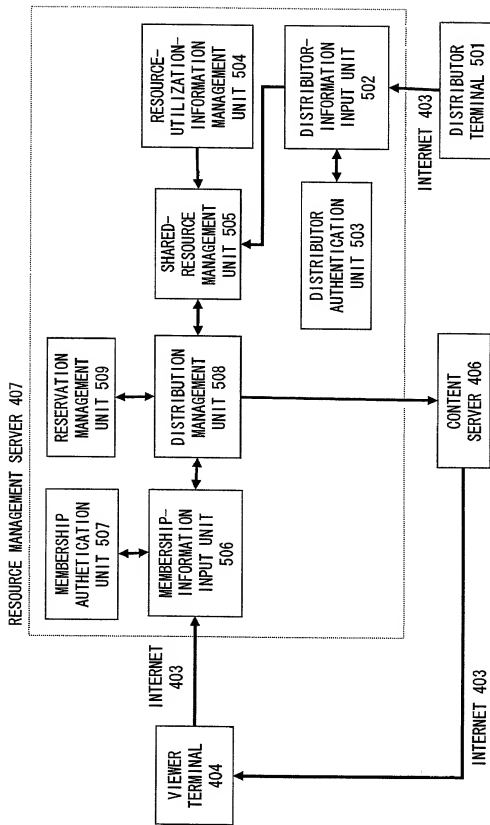 RESOURCE MANAGEMENT SERVER 407
MEMBERSHIP
AUTHETICATION
UNIT 507
RESERVATION
MANAGEMENT
UNIT 509
RESOURCE-
UTILIZATION-
INFORMATION
MANAGEMENT
UNIT 504
VIEWER
TERMINAL
404
INTERNET
403
MEMBERSHIP-
INFORMATION
INPUT UNIT
506
DISTRIBUTION
MANAGEMENT
UNIT 508
SHARED-
RESOURCE
MANAGEMENT
UNIT 505
DISTRIBUTOR-
INFORMATION
INPUT UNIT
502
DISTRIBUTOR
AUTHENTICATION
UNIT 503
INTERNET 403
CONTENT
SERVER 406
INTERNET 403
DISTRIBUTOR
TERMINAL 501